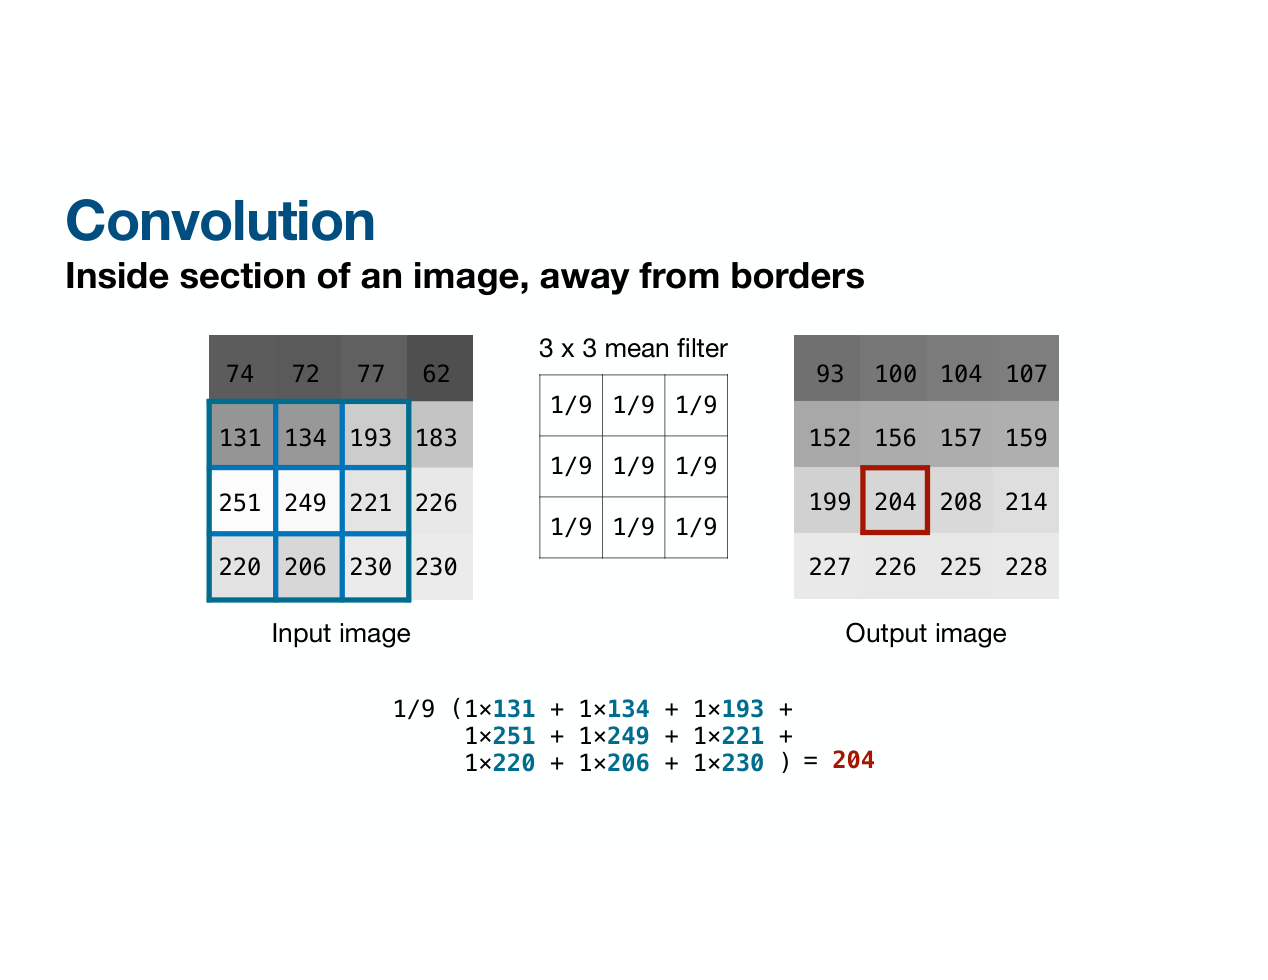 Convolution
Inside section of an image, away from borders
74 72 77 62
131 134 193 183
251 249 221 226
220 206 230 230
Input image
3 x 3 mean filter
1/9 1/9 1/9
1/9 1/9 1/9
1/9 1/9 1/9
93 100 104 107
152 156 157 159
199 204 208 214
227 226 225 228
Output image
1/9 (1×131 + 1×134 + 1×193 +
1×251 + 1×249 + 1×221 +
1×220 + 1×206 + 1×230 ) = 204